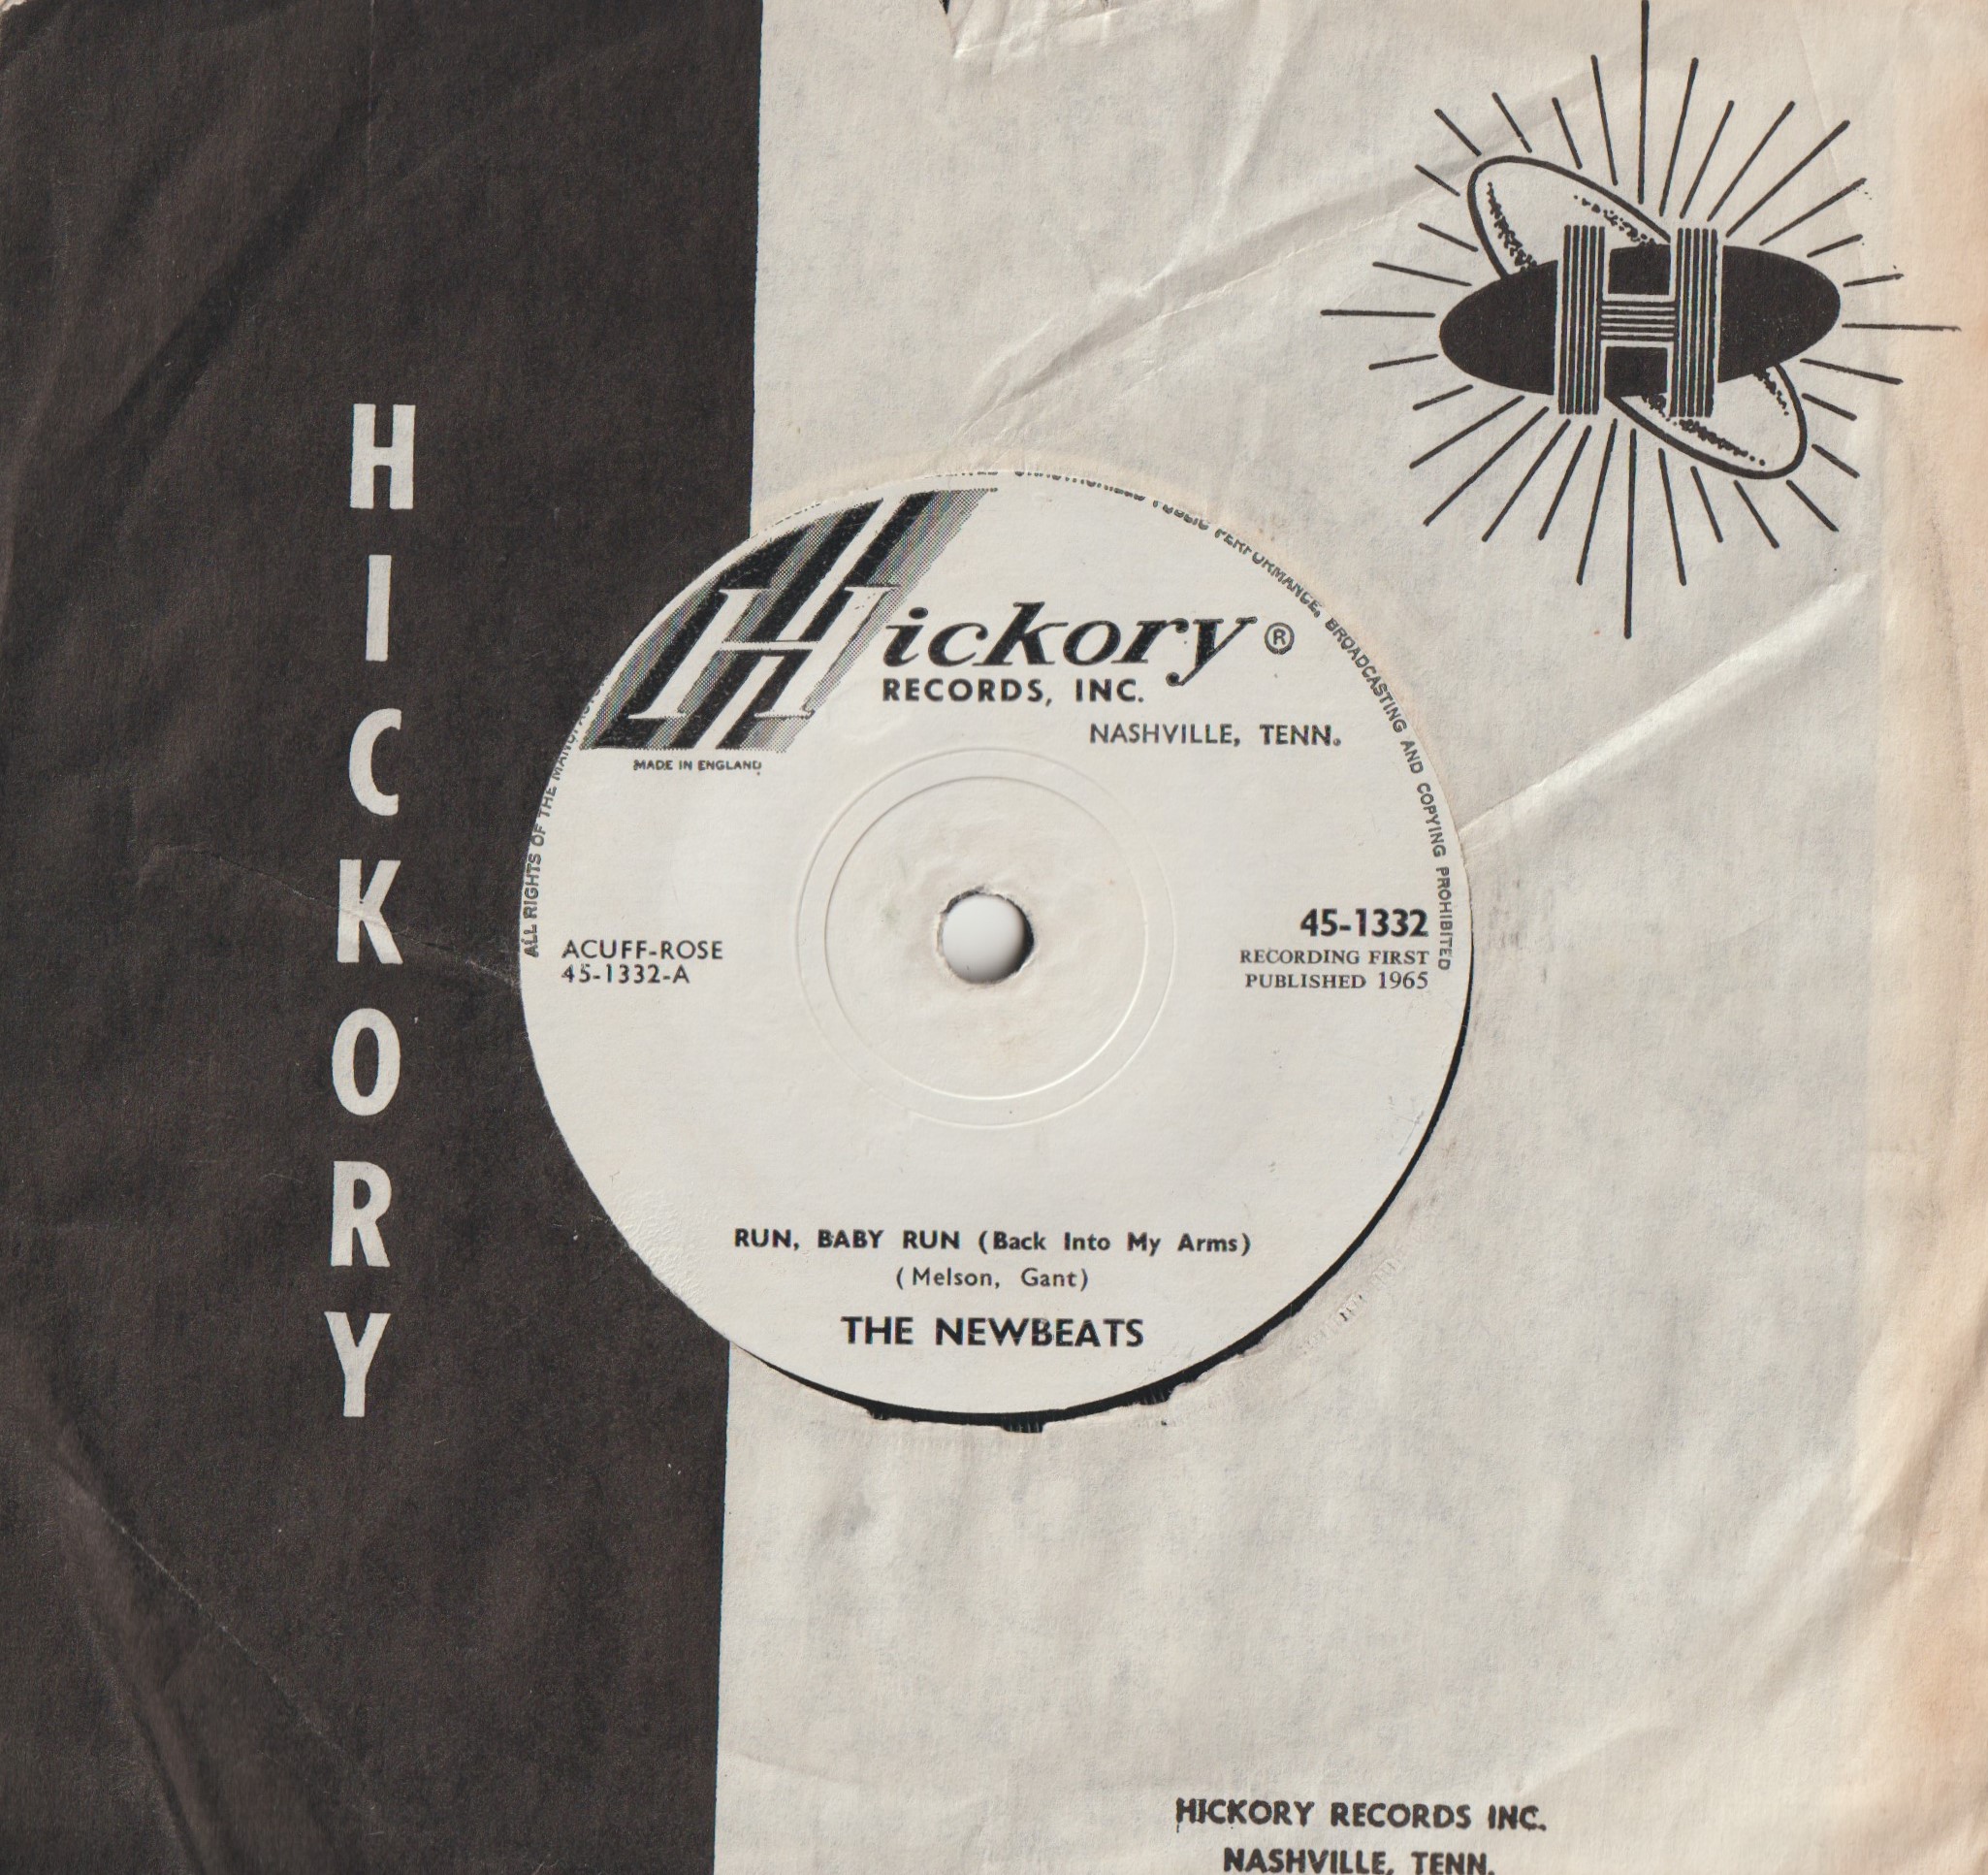 HICKORY
H
Hickory ®
RECORDS, INC.
NASHVILLE, TENN.
MADE IN ENGLAND
ALL RIGHTS OF THE
UNAUTHORISED PUBLIC PERFORMANCE, BROADCASTING AND COPYING PROHIBITED
ACUFF-ROSE
45-1332-A
45-1332
RECORDING FIRST
PUBLISHED 1965
RUN, BABY RUN (Back Into My Arms)
(Melson, Gant)
THE NEWBEATS
HICKORY RECORDS INC.
NASHVILLE, TENN.